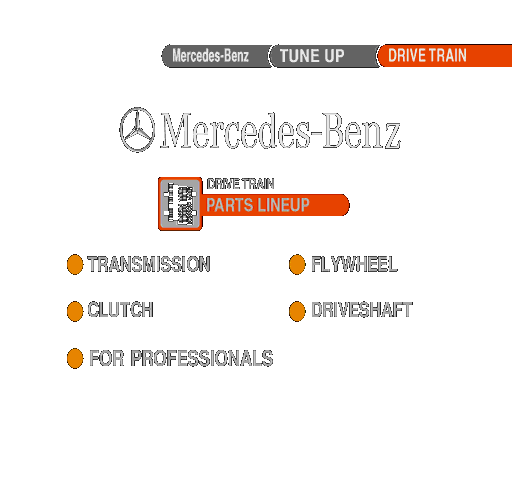 Mercedes-Benz TUNE UP DRIVE TRAIN
Mercedes-Benz
DRIVE TRAIN
PARTS LINEUP
TRANSMISSION FLYWHEEL
CLUTCH DRIVESHAFT
FOR PROFESSIONALS